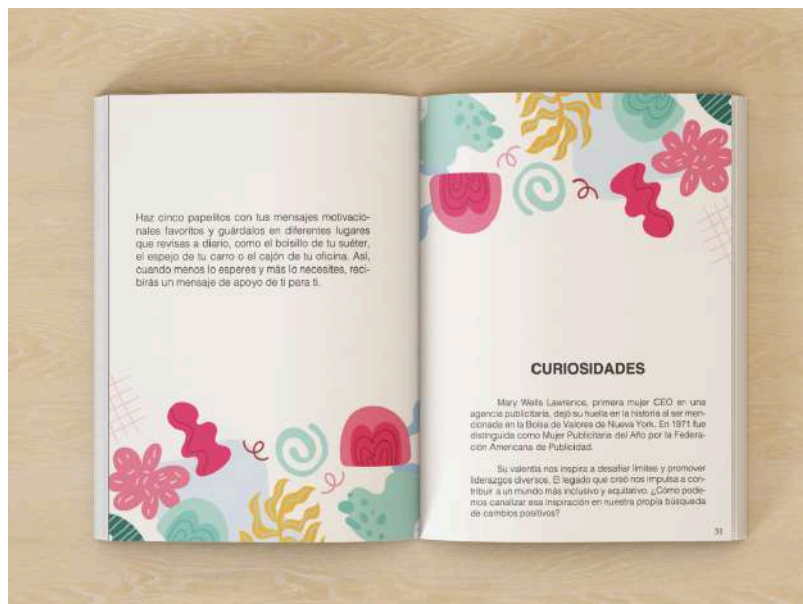 Haz cinco papelitos con tus mensajes motivacio-
nales favoritos y guárdalos en diferentes lugares
que revisas a diario, como el bolsillo de tu suéter,
el espejo de tu carro o el cajón de tu oficina. Así,
cuando menos lo esperes y más lo necesites, reci-
birás un mensaje de apoyo de ti para ti.
CURIOSIDADES
Mary Wells Lawrence, primera mujer CEO en una
agencia publicitaria, dejó su huella en la historia al ser men-
cionada en la Bolsa de Valores de Nueva York. En 1971 fue
distinguida como Mujer Publicitaria del Año por la Federa-
ción Americana de Publicidad.
Su valentía nos inspira a desafiar límites y promover
liderazgos diversos. El legado que creó nos impulsa a con-
tribuir a un mundo más inclusivo y equitativo. ¿Cómo pode-
mos canalizar esa inspiración en nuestra propia búsqueda
de cambios positivos?
51